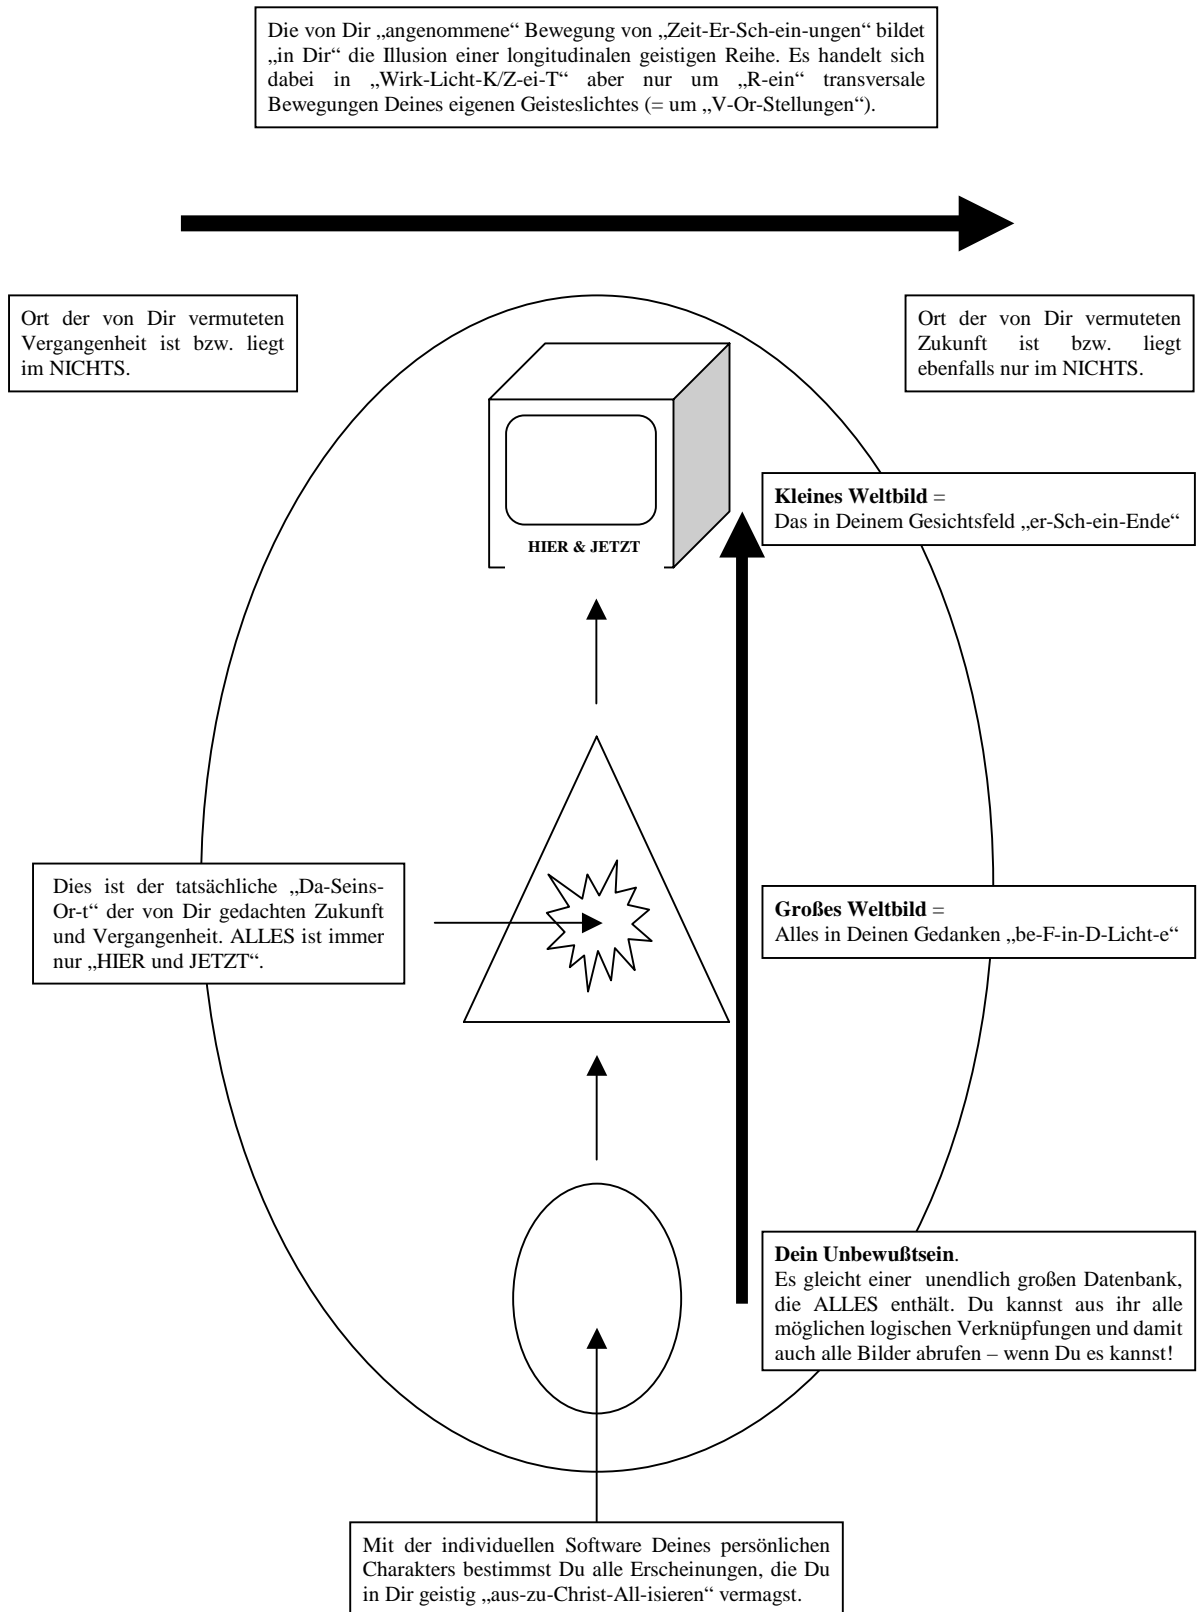 Die von Dir „angenommene“ Bewegung von „Zeit-Er-Sch-ein-ungen“ bildet
„in Dir“ die Illusion einer longitudinalen geistigen Reihe. Es handelt sich
dabei in „Wirk-Licht-K/Z-ei-T“ aber nur um „R-ein“ transversale
Bewegungen Deines eigenen Geisteslichtes (= um „V-Or-Stellungen“).
Ort der von Dir vermuteten
Vergangenheit ist bzw. liegt
im NICHTS.
Ort der von Dir vermuteten
Zukunft ist bzw. liegt
ebenfalls nur im NICHTS.
Kleines Weltbild =
Das in Deinem Gesichtsfeld „er-Sch-ein-Ende“
HIER & JETZT
Dies ist der tatsächliche „Da-Seins-
Or-t“ der von Dir gedachten Zukunft
und Vergangenheit. ALLES ist immer
nur „HIER und JETZT“.
Großes Weltbild =
Alles in Deinen Gedanken „be-F-in-D-Licht-e“
Dein Unbewußtsein.
Es gleicht einer unendlich großen Datenbank,
die ALLES enthält. Du kannst aus ihr alle
möglichen logischen Verknüpfungen und damit
auch alle Bilder abrufen – wenn Du es kannst!
Mit der individuellen Software Deines persönlichen
Charakters bestimmst Du alle Erscheinungen, die Du
in Dir geistig „aus-zu-Christ-All-isieren“ vermagst.